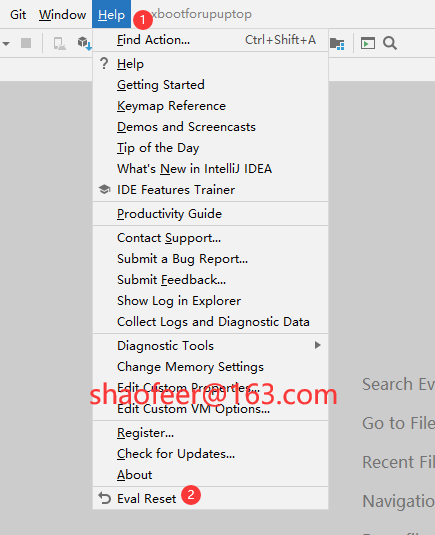 Git Window Help 1 xbootforupuptop
Find Action... Ctrl+Shift+A
? Help
Getting Started
Keymap Reference
Demos and Screencasts
Tip of the Day
What's New in IntelliJ IDEA
IDE Features Trainer
Productivity Guide
Contact Support...
Submit a Bug Report...
Submit Feedback...
Show Log in Explorer
Collect Logs and Diagnostic Data
Diagnostic Tools
Change Memory Settings
Edit Custom Properties...
shaofeer@163.com
Edit Custom VM Options...
Register...
Check for Updates...
About
Eval Reset 2
Search Ev
Go to File
Recent Fil
Navigatio